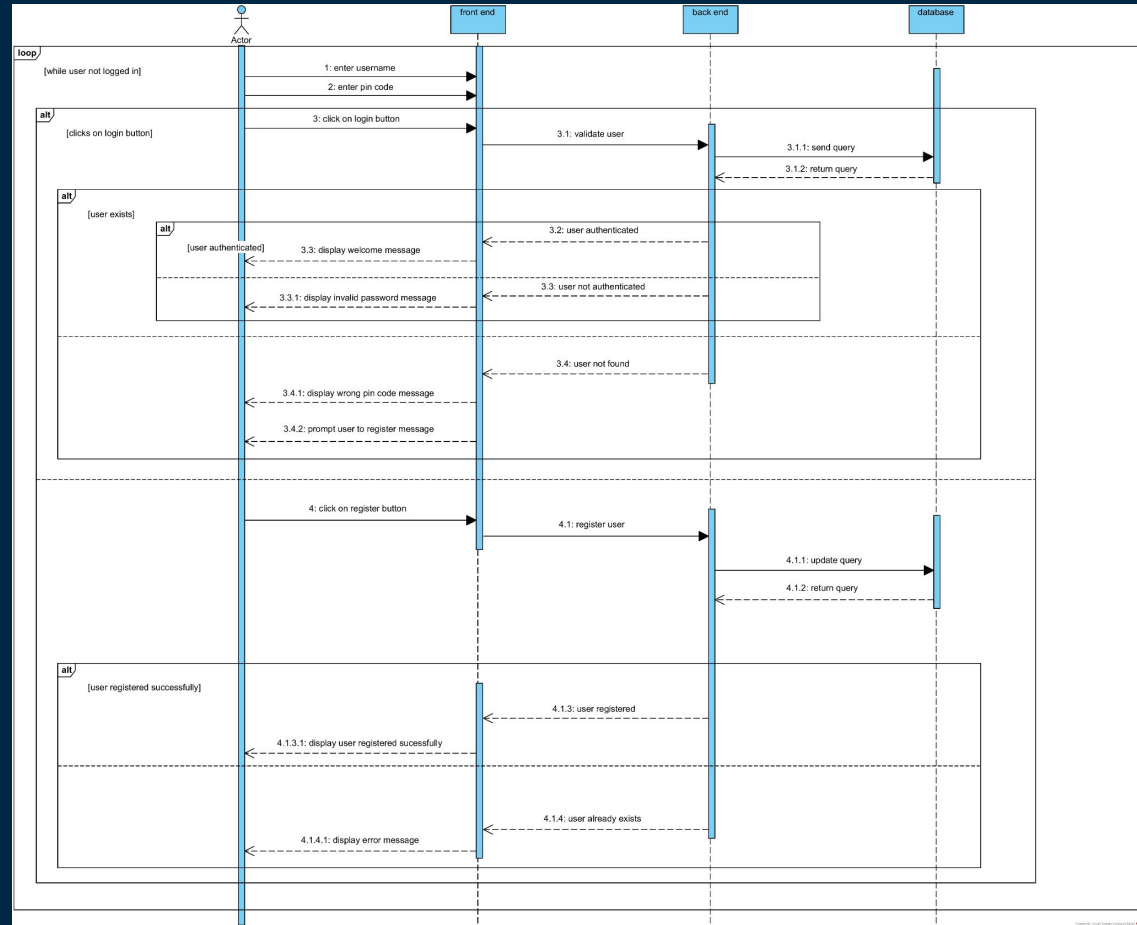 front end
back end
database
Actor
loop
[while user not logged in]
1: enter username
2: enter pin code
alt
3: click on login button
[clicks on login button]
3.1: validate user
3.1.1: send query
3.1.2: return query
alt
[user exists]
alt
3.2: user authenticated
[user authenticated]
3.3: display welcome message
3.3: user not authenticated
3.3.1: display invalid password message
3.4: user not found
3.4.1: display wrong pin code message
3.4.2: prompt user to register message
4: click on register button
4.1: register user
4.1.1: update query
4.1.2: return query
alt
[user registered successfully]
4.1.3: user registered
4.1.3.1: display user registered sucessfully
4.1.4: user already exists
4.1.4.1: display error message